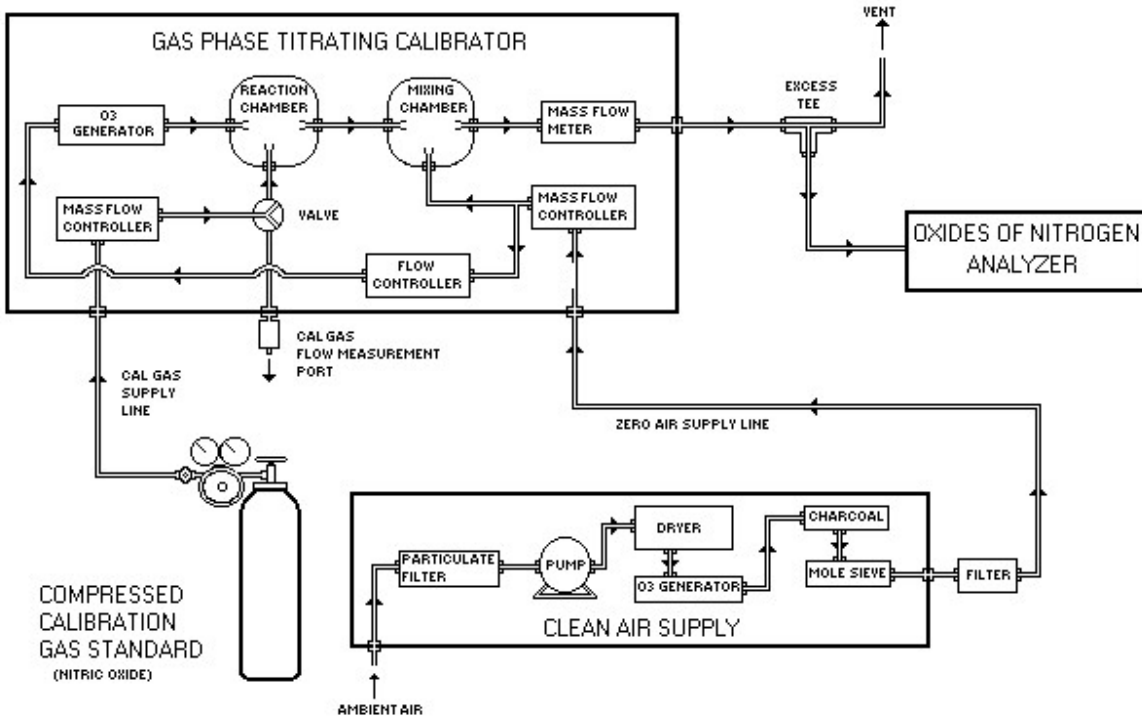 VENT
GAS PHASE TITRATING CALIBRATOR
EXCESS
TEE
O3
GENERATOR
REACTION
CHAMBER
MIXING
CHAMBER
MASS FLOW
METER
MASS FLOW
CONTROLLER
VALVE
MASS FLOW
CONTROLLER
FLOW
CONTROLLER
OXIDES OF NITROGEN
ANALYZER
CAL GAS
FLOW MEASUREMENT
PORT
CAL GAS
SUPPLY
LINE
ZERO AIR SUPPLY LINE
COMPRESSED
CALIBRATION
GAS STANDARD
(NITRIC OXIDE)
PARTICULATE
FILTER
PUMP
DRYER
O3 GENERATOR
CHARCOAL
MOLE SIEVE
FILTER
CLEAN AIR SUPPLY
AMBIENT AIR